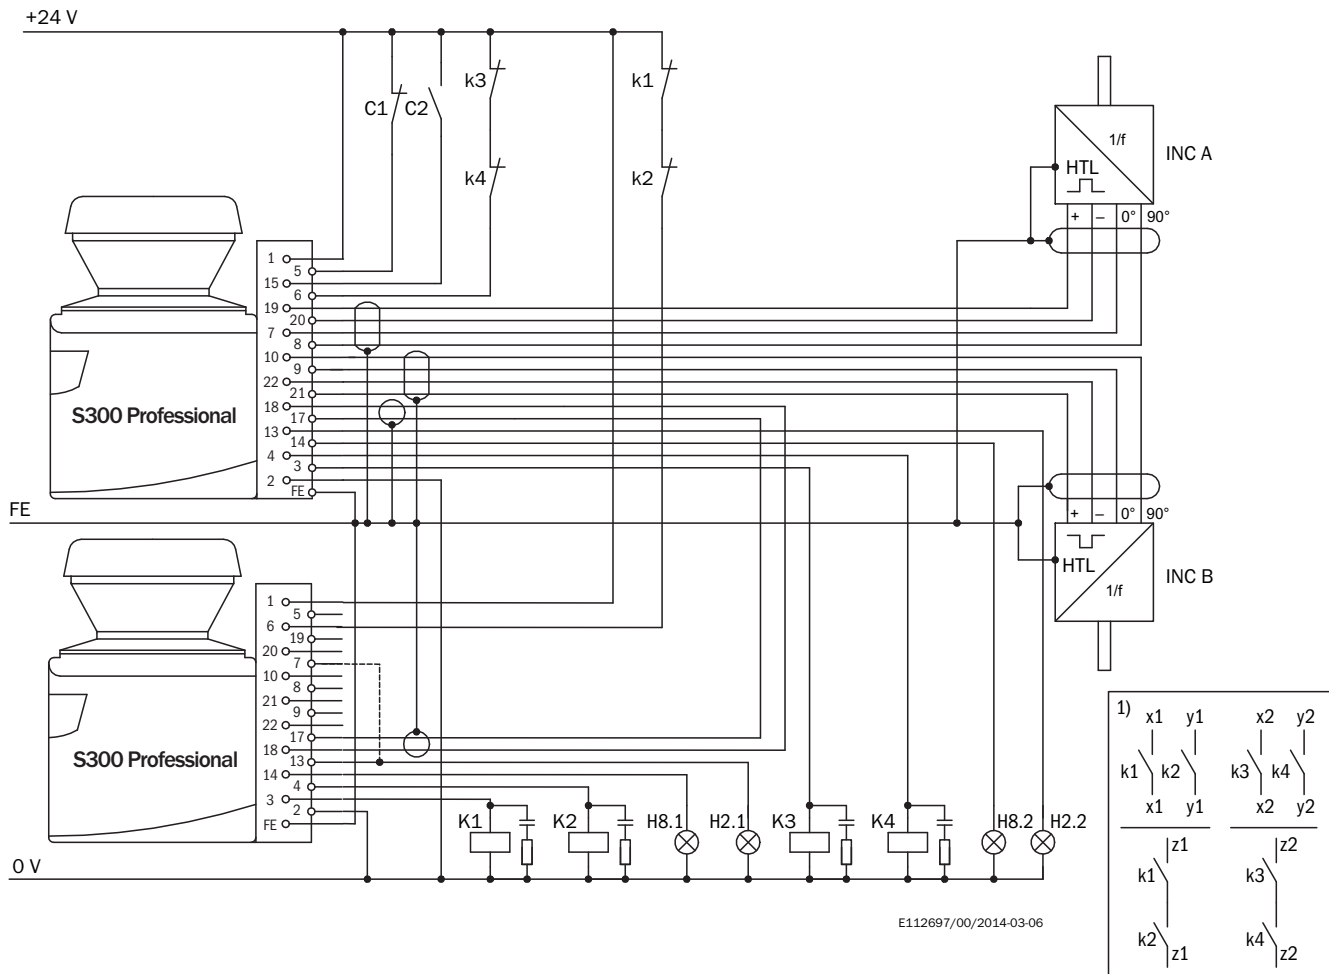 +24 V
k3
k1
C1 C2
k4
k2
1/f
INC A
HTL
+ – 0° 90°
1
5
15
6
19
20
7
8
10
9
22
21
18
17
13
14
4
3
2
FE
S300 Professional
FE
+ – 0° 90°
HTL
1/f
INC B
1
5
6
19
20
7
10
8
21
9
22
17
18
13
14
4
3
2
FE
S300 Professional
K1 K2 H8.1 H2.1 K3 K4 H8.2 H2.2
0 V
E112697/00/2014-03-06
1)
x1 y1 x2 y2
k1 k2 k3 k4
x1 y1 x2 y2
z1 z2
k1 k3
k2 k4
z1 z2